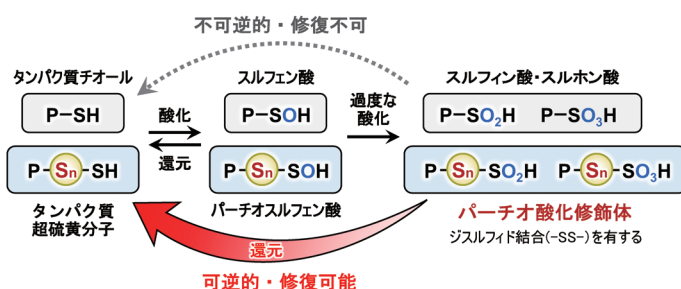 不可逆的・修復不可
タンパク質チオール
スルフェン酸
スルフィン酸・スルホン酸
P–SH
酸化
還元
P–SOH
過度な
酸化
P–SO₂H P–SO₃H
P-Sn-SH
P-Sn-SOH
P-Sn-SO₂H P-Sn-SO₃H
タンパク質
超硫黄分子
パーチオスルフェン酸
パーチオ酸化修飾体
ジスルフィド結合(-SS-)を有する
還元
可逆的・修復可能